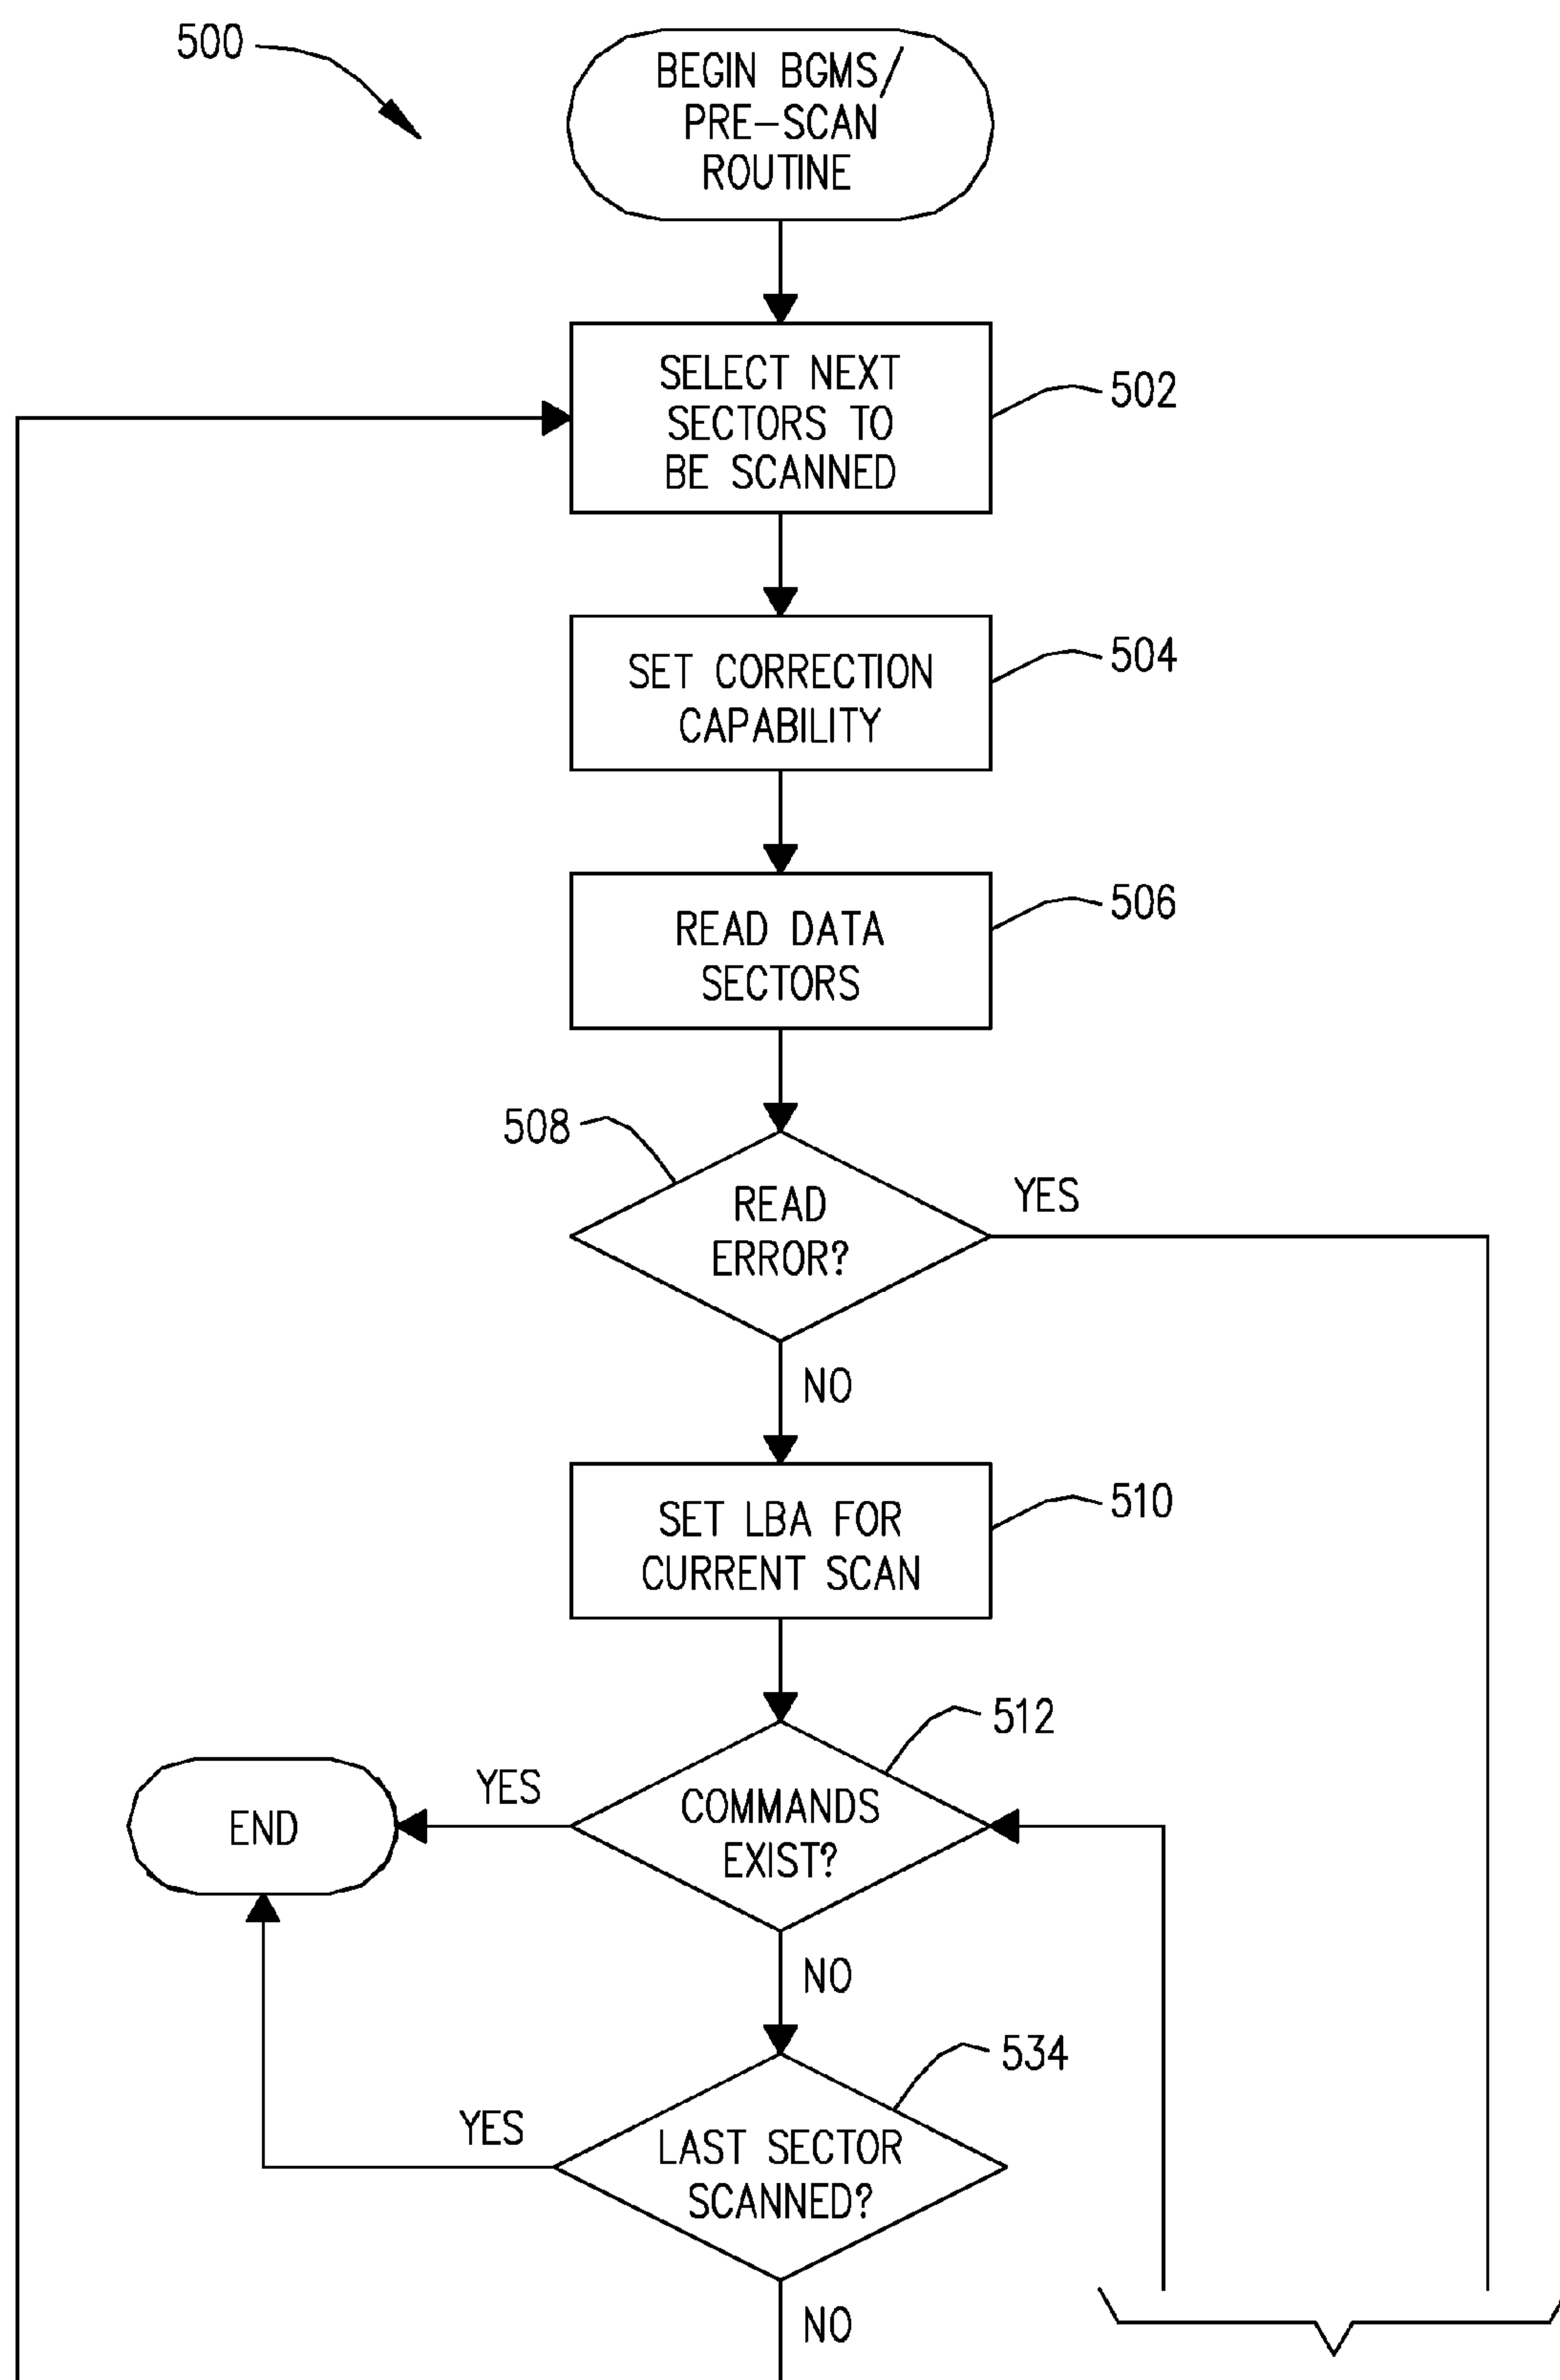 500
BEGIN BGMS/
PRE-SCAN
ROUTINE
SELECT NEXT
SECTORS TO
BE SCANNED
502
SET CORRECTION
CAPABILITY
504
READ DATA
SECTORS
506
508
READ
ERROR?
YES
NO
SET LBA FOR
CURRENT SCAN
510
512
COMMANDS
EXIST?
YES
END
NO
534
LAST SECTOR
SCANNED?
YES
NO